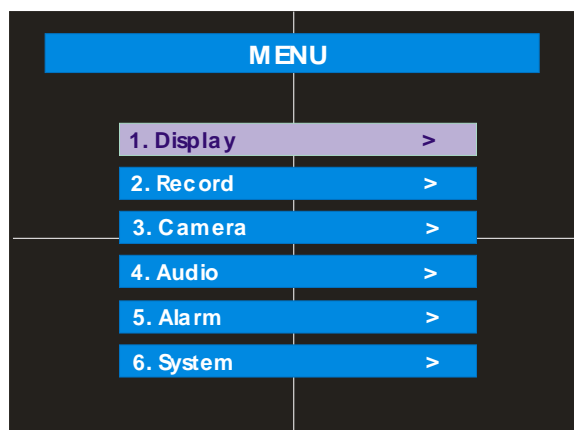 MENU
1. Display >
2. Record >
3. Camera >
4. Audio >
5. Alarm >
6. System >